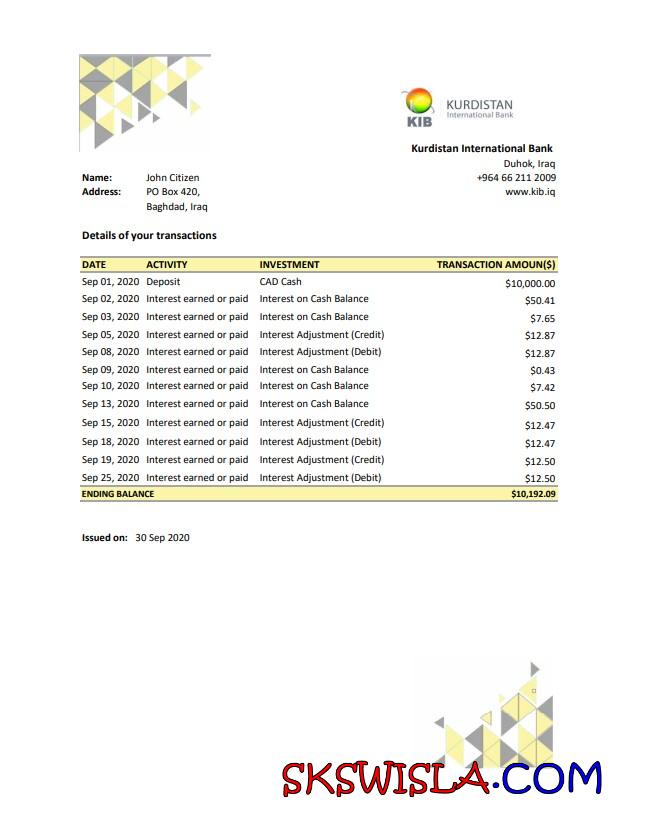 KIB
KURDISTAN
International Bank
Kurdistan International Bank
Duhok, Iraq
+964 66 211 2009
www.kib.iq
Name: John Citizen
Address: PO Box 420,
Baghdad, Iraq
Details of your transactions
DATE ACTIVITY INVESTMENT TRANSACTION AMOUN($)
Sep 01, 2020 Deposit CAD Cash $10,000.00
Sep 02, 2020 Interest earned or paid Interest on Cash Balance $50.41
Sep 03, 2020 Interest earned or paid Interest on Cash Balance $7.65
Sep 05, 2020 Interest earned or paid Interest Adjustment (Credit) $12.87
Sep 08, 2020 Interest earned or paid Interest Adjustment (Debit) $12.87
Sep 09, 2020 Interest earned or paid Interest on Cash Balance $0.43
Sep 10, 2020 Interest earned or paid Interest on Cash Balance $7.42
Sep 13, 2020 Interest earned or paid Interest on Cash Balance $50.50
Sep 15, 2020 Interest earned or paid Interest Adjustment (Credit) $12.47
Sep 18, 2020 Interest earned or paid Interest Adjustment (Debit) $12.47
Sep 19, 2020 Interest earned or paid Interest Adjustment (Credit) $12.50
Sep 25, 2020 Interest earned or paid Interest Adjustment (Debit) $12.50
ENDING BALANCE $10,192.09
Issued on: 30 Sep 2020
SKSWISLA.COM